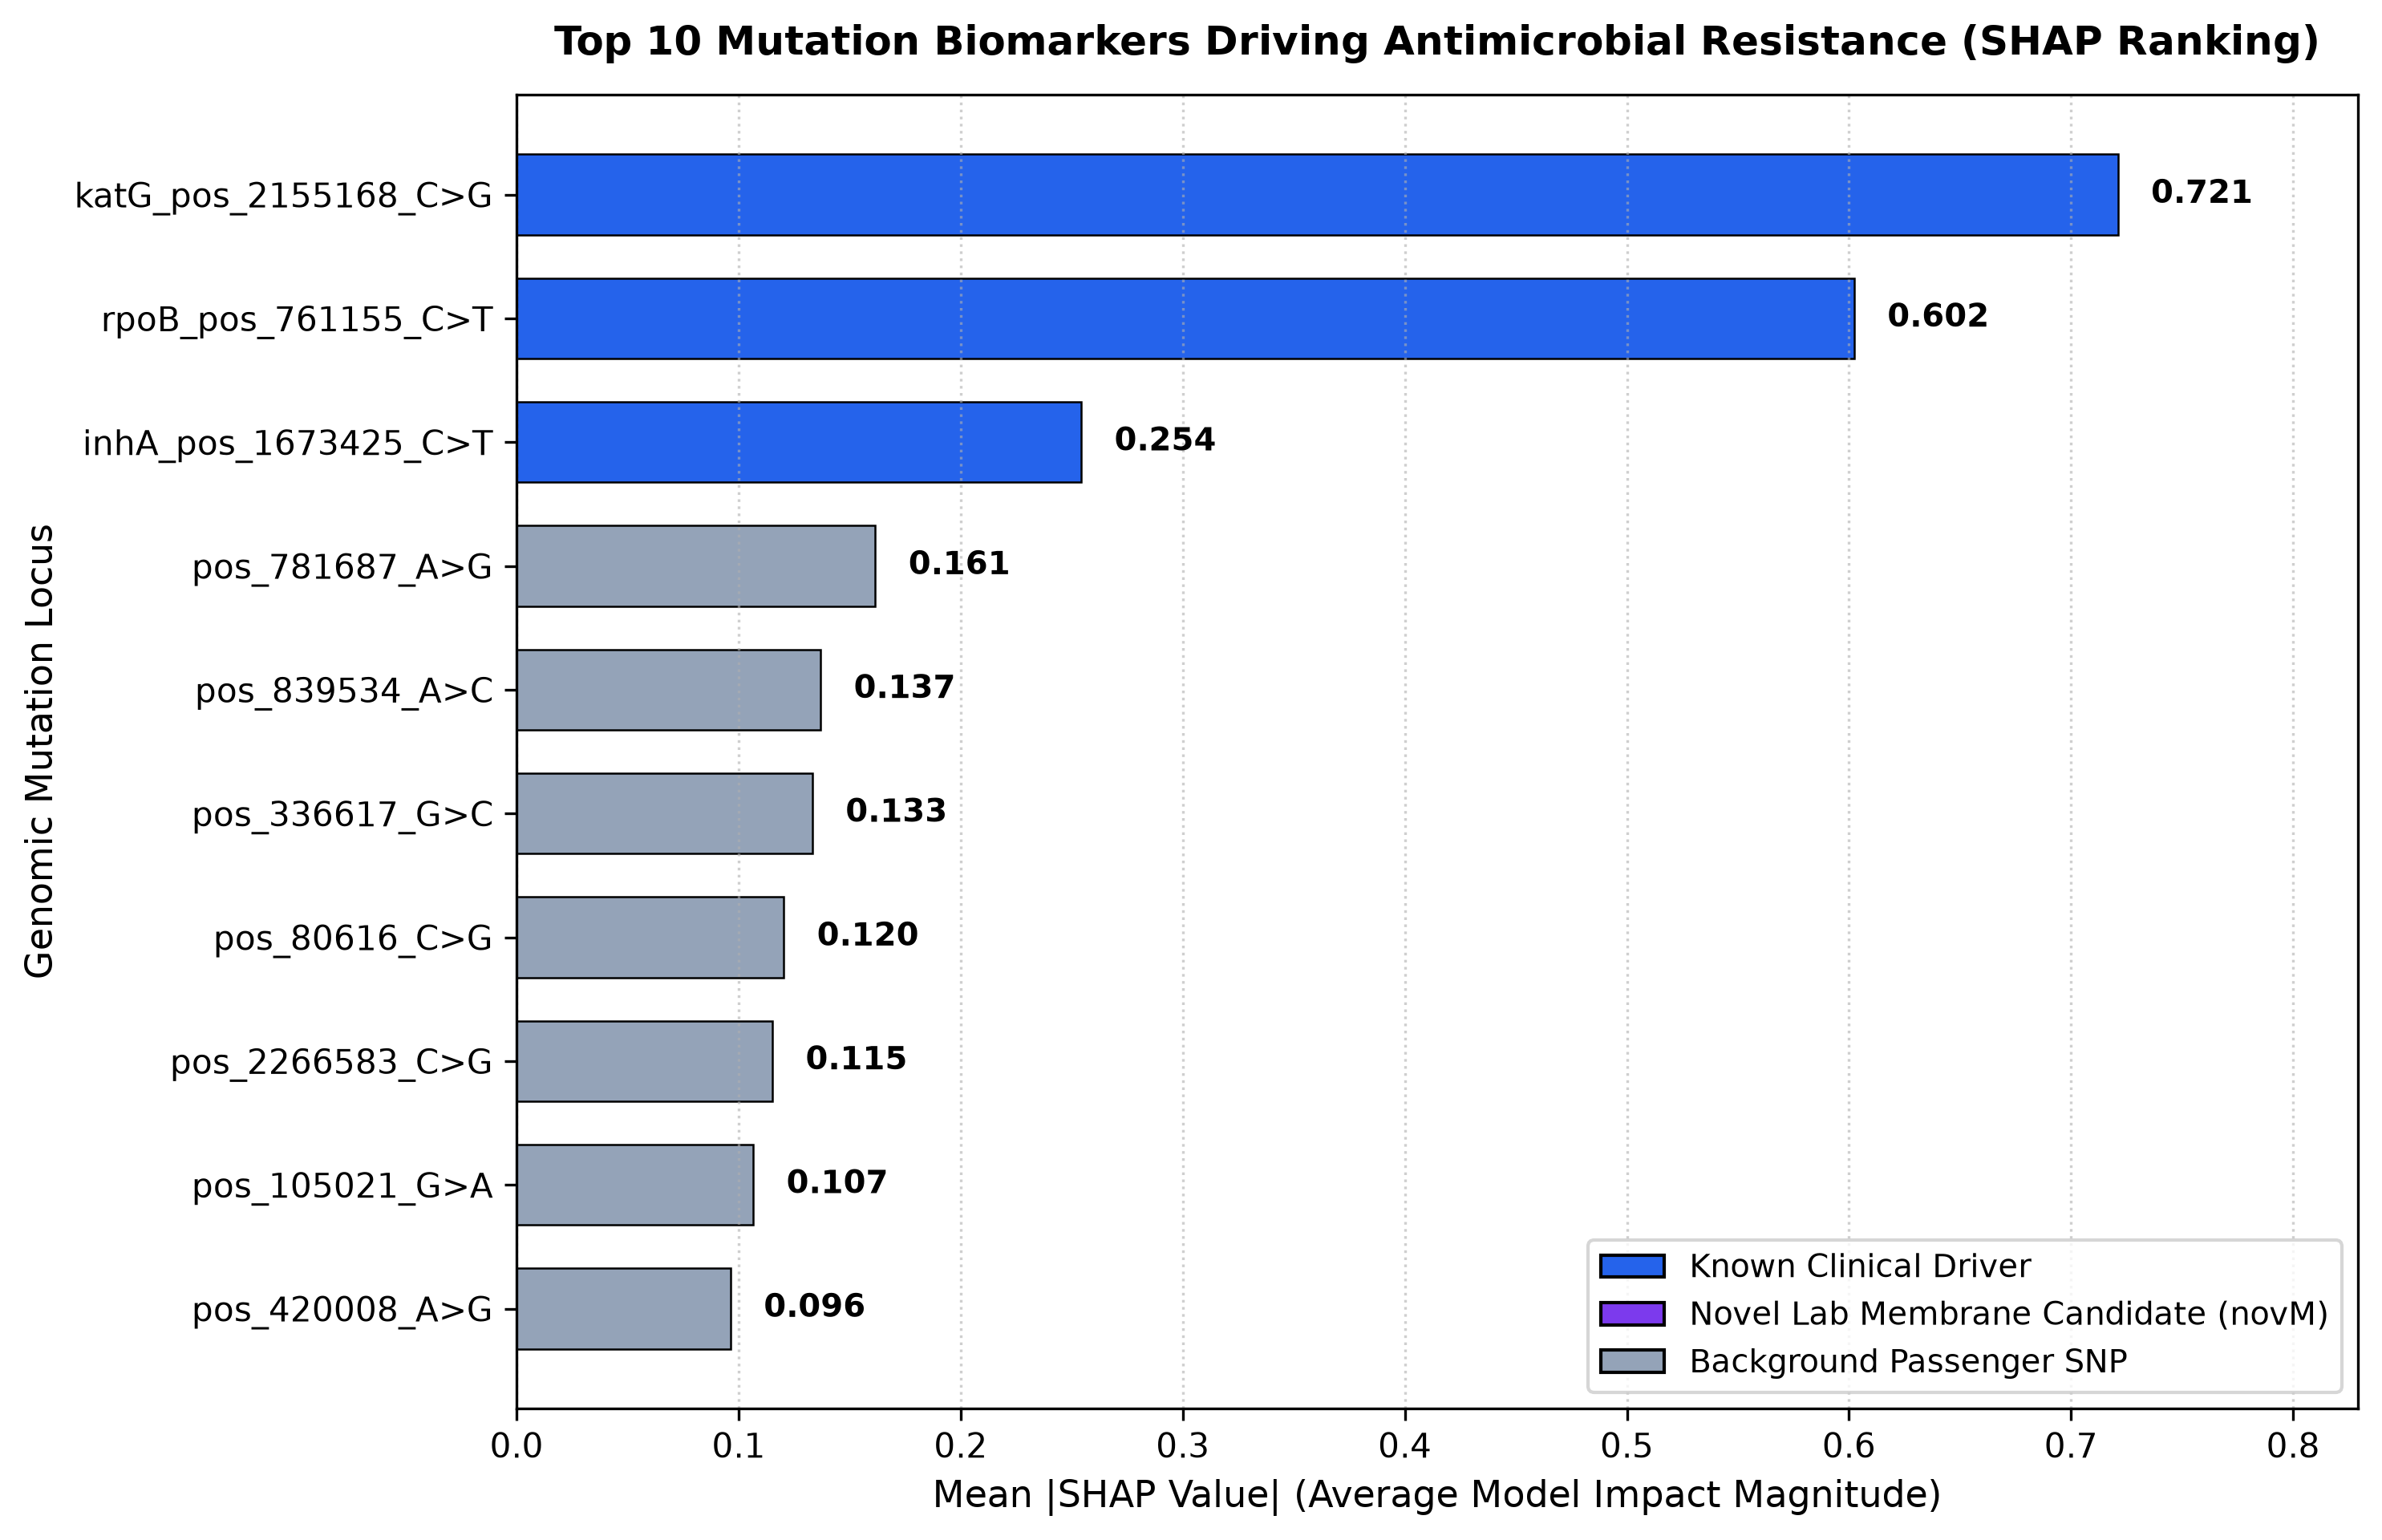 Top 10 Mutation Biomarkers Driving Antimicrobial Resistance (SHAP Ranking)
Genomic Mutation Locus
katG_pos_2155168_C>G
0.721
rpoB_pos_761155_C>T
0.602
inhA_pos_1673425_C>T
0.254
pos_781687_A>G
0.161
pos_839534_A>C
0.137
pos_336617_G>C
0.133
pos_80616_C>G
0.120
pos_2266583_C>G
0.115
pos_105021_G>A
0.107
pos_420008_A>G
0.096
Known Clinical Driver
Novel Lab Membrane Candidate (novM)
Background Passenger SNP
0.0 0.1 0.2 0.3 0.4 0.5 0.6 0.7 0.8
Mean |SHAP Value| (Average Model Impact Magnitude)